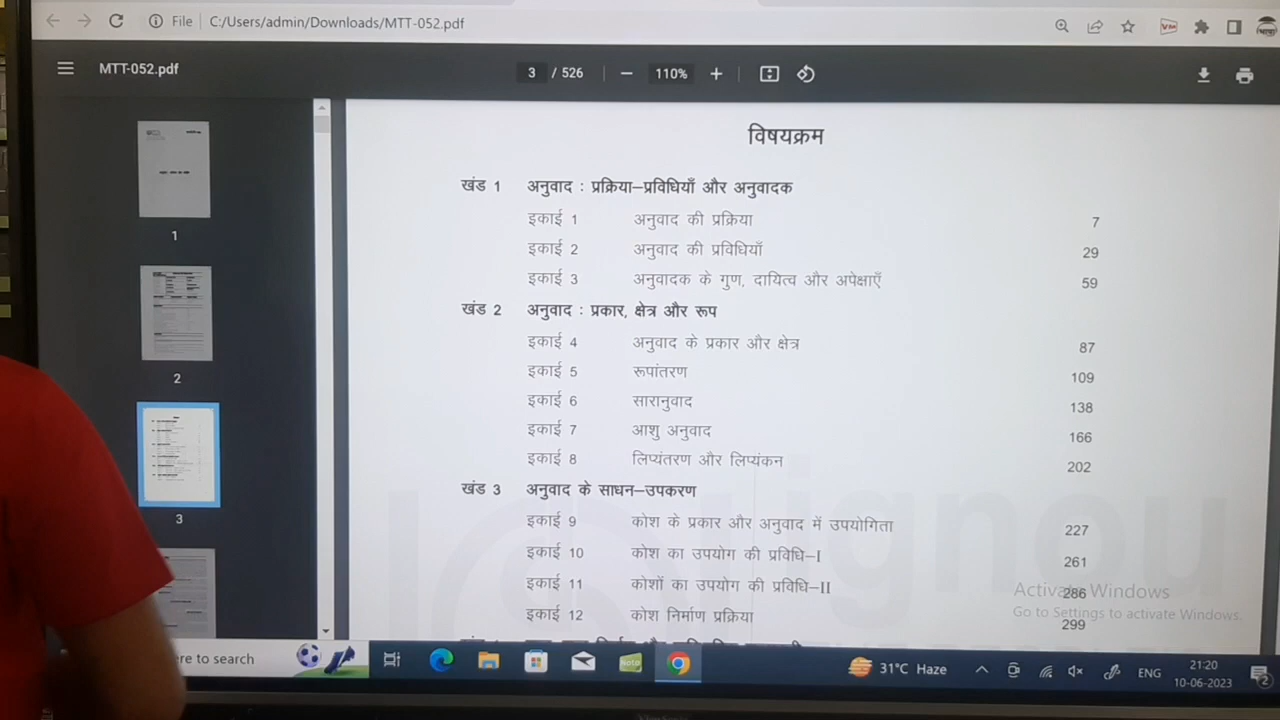 File C:/Users/admin/Downloads/MTT-052.pdf
MTT-052.pdf 3 / 526 110%
विषयक्रम
खंड 1 अनुवाद : प्रक्रिया–प्रविधियाँ और अनुवादक
इकाई 1 अनुवाद की प्रक्रिया 7
इकाई 2 अनुवाद की प्रविधियाँ 29
इकाई 3 अनुवादक के गुण, दायित्व और अपेक्षाएँ 59
खंड 2 अनुवाद : प्रकार, क्षेत्र और रूप
इकाई 4 अनुवाद के प्रकार और क्षेत्र 87
इकाई 5 रूपांतरण 109
इकाई 6 सारानुवाद 138
इकाई 7 आशु अनुवाद 166
इकाई 8 लिप्यंतरण और लिप्यंकन 202
खंड 3 अनुवाद के साधन–उपकरण
इकाई 9 कोश के प्रकार और अनुवाद में उपयोगिता 227
इकाई 10 कोश का उपयोग की प्रविधि–I 261
इकाई 11 कोशों का उपयोग की प्रविधि–II 286
इकाई 12 कोश निर्माण प्रक्रिया 299
1
2
3
ignou
Activate Windows
Go to Settings to activate Windows.
re to search
31°C Haze
ENG
21:20
10-06-2023
2